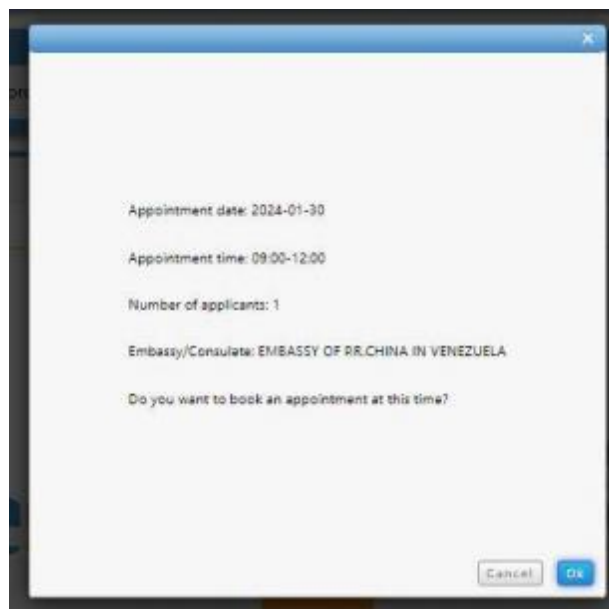 Appointment date: 2024-01-30
Appointment time: 09:00-12:00
Number of applicants: 1
Embassy/Consulate: EMBASSY OF P.R.CHINA IN VENEZUELA
Do you want to book an appointment at this time?
Cancel
Ok